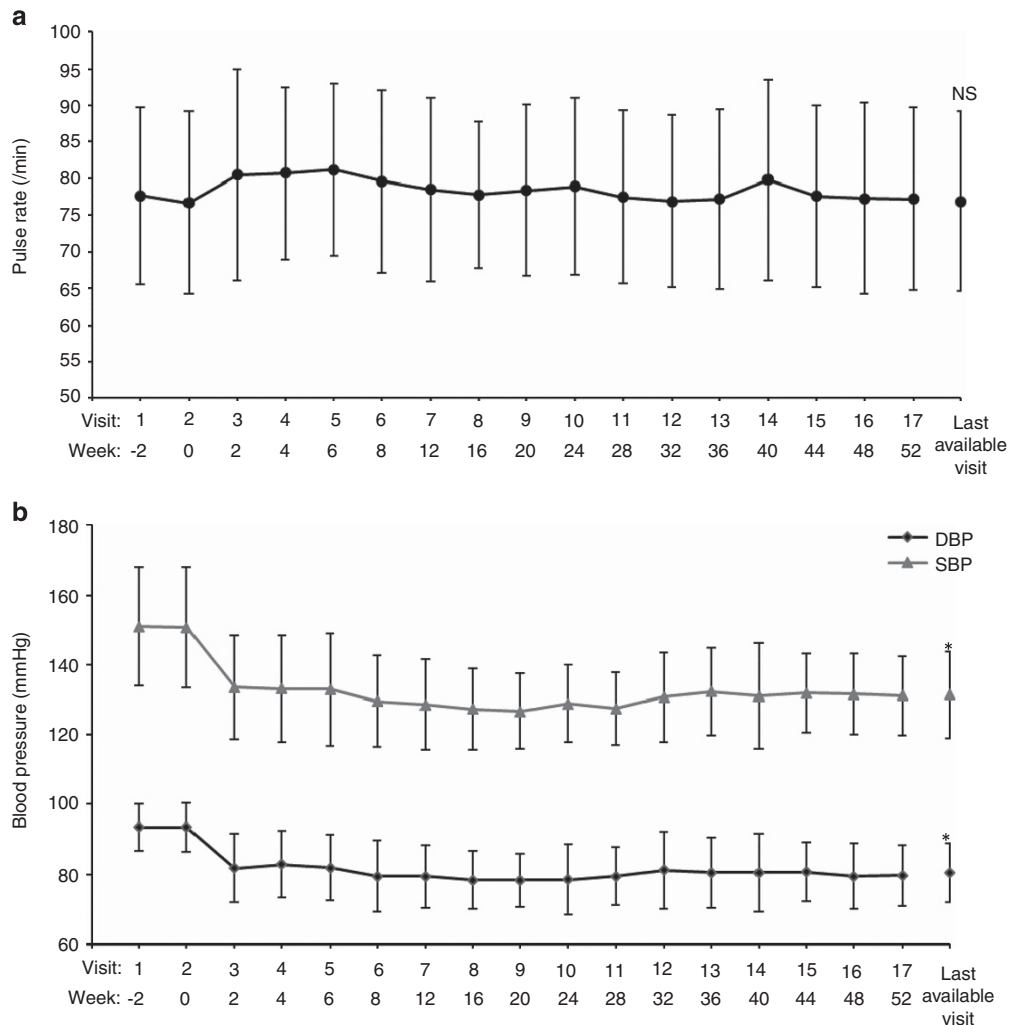 a
100
95
90
85
80
75
70
65
60
55
50
Pulse rate (/min)
NS
Visit: 1 2 3 4 5 6 7 8 9 10 11 12 13 14 15 16 17 Last available visit
Week: -2 0 2 4 6 8 12 16 20 24 28 32 36 40 44 48 52
b
180
160
140
120
100
80
60
Blood pressure (mmHg)
DBP
SBP
*
*
Visit: 1 2 3 4 5 6 7 8 9 10 11 12 13 14 15 16 17 Last available visit
Week: -2 0 2 4 6 8 12 16 20 24 28 32 36 40 44 48 52